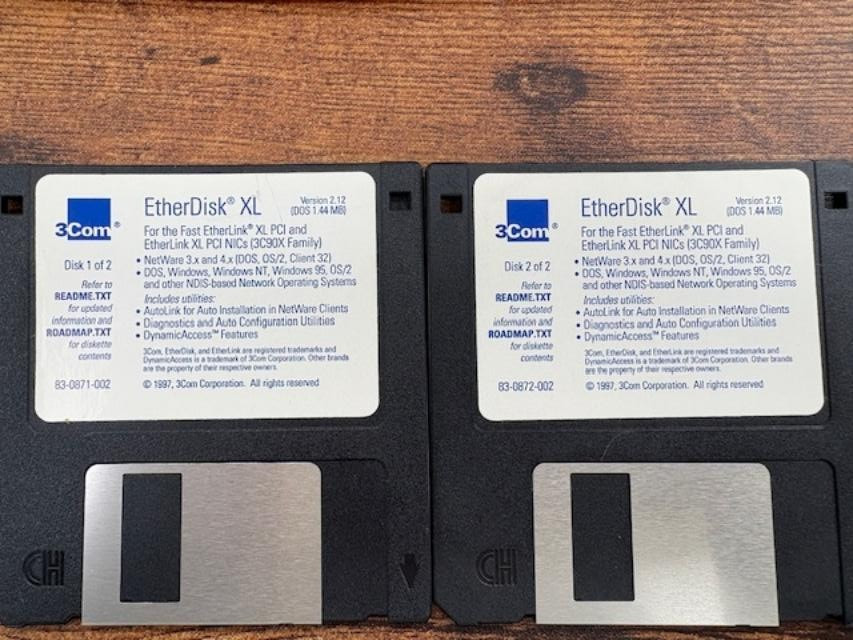 3Com®
Disk 1 of 2
Refer to
README.TXT
for updated
information and
ROADMAP.TXT
for diskette
contents
83-0871-002
EtherDisk® XL
Version 2.12
(DOS 1.44 MB)
For the Fast EtherLink® XL PCI and
EtherLink XL PCI NICs (3C90X Family)
• NetWare 3.x and 4.x (DOS, OS/2, Client 32)
• DOS, Windows, Windows NT, Windows 95, OS/2
and other NDIS-based Network Operating Systems
Includes utilities:
• AutoLink for Auto Installation in NetWare Clients
• Diagnostics and Auto Configuration Utilities
• DynamicAccess™ Features
3Com, EtherDisk, and EtherLink are registered trademarks and
DynamicAccess is a trademark of 3Com Corporation. Other brands
are the property of their respective owners.
© 1997, 3Com Corporation. All rights reserved
CH
3Com®
Disk 2 of 2
Refer to
README.TXT
for updated
information and
ROADMAP.TXT
for diskette
contents
83-0872-002
EtherDisk® XL
Version 2.12
(DOS 1.44 MB)
For the Fast EtherLink® XL PCI and
EtherLink XL PCI NICs (3C90X Family)
• NetWare 3.x and 4.x (DOS, OS/2, Client 32)
• DOS, Windows, Windows NT, Windows 95, OS/2
and other NDIS-based Network Operating Systems
Includes utilities:
• AutoLink for Auto Installation in NetWare Clients
• Diagnostics and Auto Configuration Utilities
• DynamicAccess™ Features
3Com, EtherDisk, and EtherLink are registered trademarks and
DynamicAccess is a trademark of 3Com Corporation. Other brands
are the property of their respective owners.
© 1997, 3Com Corporation. All rights reserved
CH